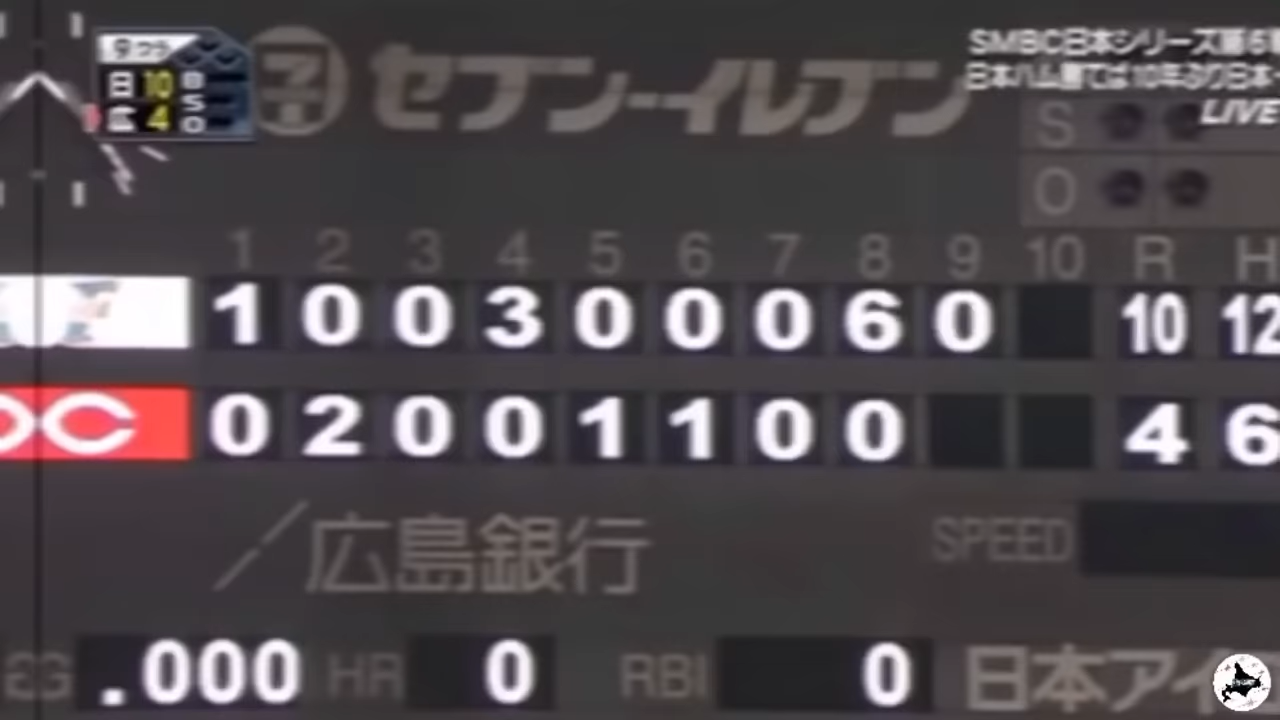 9ウラ
日 10 B
広 4 S
O
セブン-イレブン
SMBC日本シリーズ第6戦
日本ハム勝てば10年ぶり日本
LIVE
S
O
1 2 3 4 5 6 7 8 9 10 R H
1 0 0 3 0 0 0 6 0 10 12
C 0 2 0 0 1 1 0 0 4 6
広島銀行 SPEED
.000 HR 0 RBI 0 日本アイ